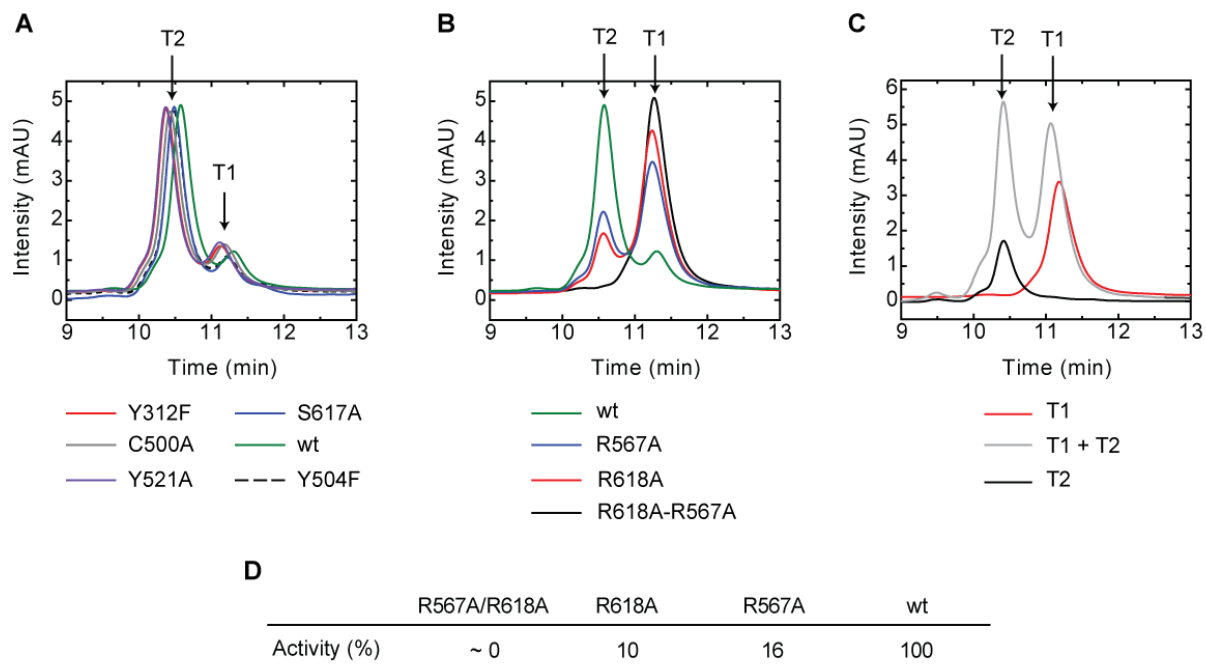 A
T2
T1
Intensity (mAU)
5
4
3
2
1
0
9 10 11 12 13
Time (min)
Y312F S617A
C500A wt
Y521A Y504F
B
T2 T1
Intensity (mAU)
5
4
3
2
1
0
9 10 11 12 13
Time (min)
wt
R567A
R618A
R618A-R567A
C
T2 T1
Intensity (mAU)
6
5
4
3
2
1
0
9 10 11 12 13
Time (min)
T1
T1 + T2
T2
D
R567A/R618A R618A R567A wt
Activity (%) ~ 0 10 16 100